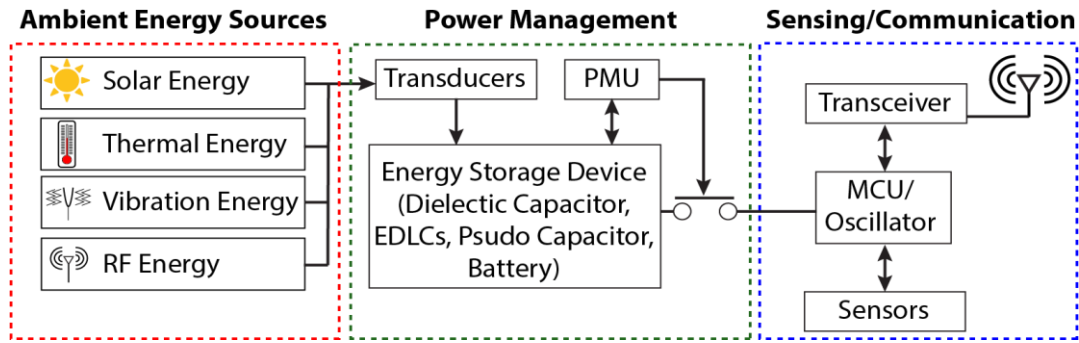 Ambient Energy Sources
Power Management
Sensing/Communication
Solar Energy
Thermal Energy
Vibration Energy
RF Energy
Transducers
PMU
Energy Storage Device
(Dielectic Capacitor,
EDLCs, Psudo Capacitor,
Battery)
Transceiver
MCU/
Oscillator
Sensors